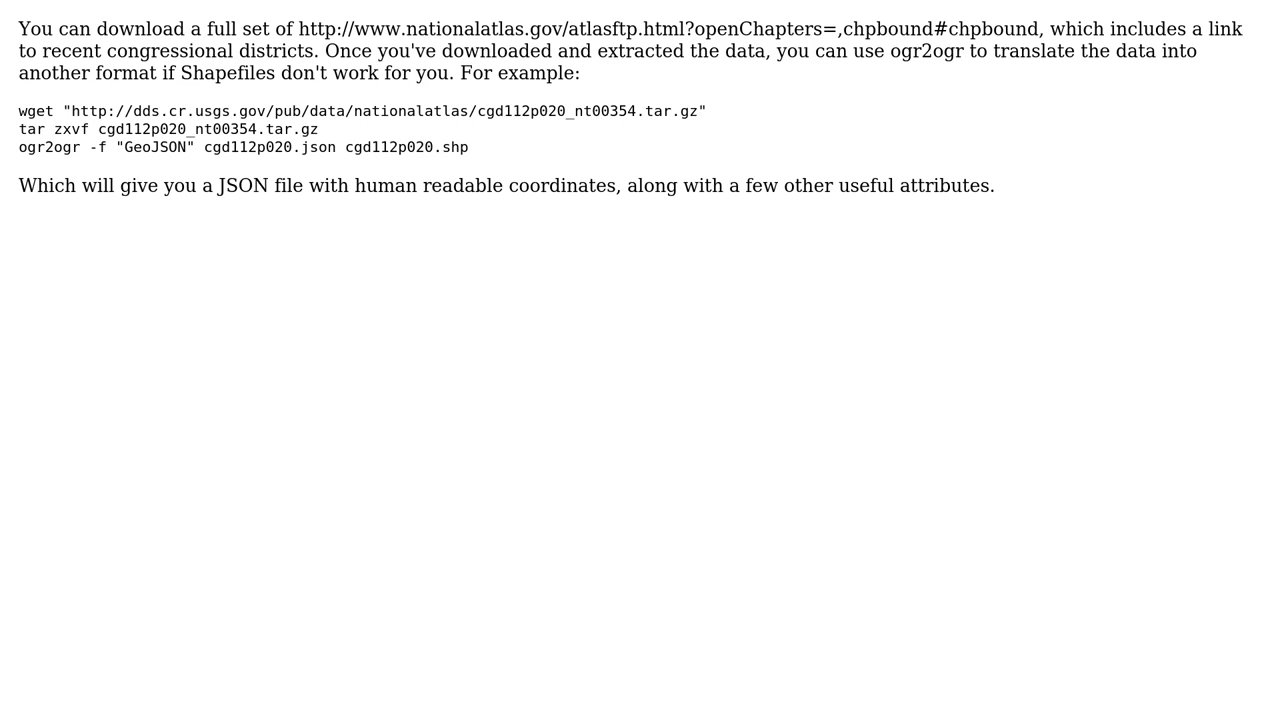 You can download a full set of http://www.nationalatlas.gov/atlasftp.html?openChapters=,chpbound#chpbound, which includes a link
to recent congressional districts. Once you've downloaded and extracted the data, you can use ogr2ogr to translate the data into
another format if Shapefiles don't work for you. For example:
wget "http://dds.cr.usgs.gov/pub/data/nationalatlas/cgd112p020_nt00354.tar.gz"
tar zxvf cgd112p020_nt00354.tar.gz
ogr2ogr -f "GeoJSON" cgd112p020.json cgd112p020.shp
Which will give you a JSON file with human readable coordinates, along with a few other useful attributes.